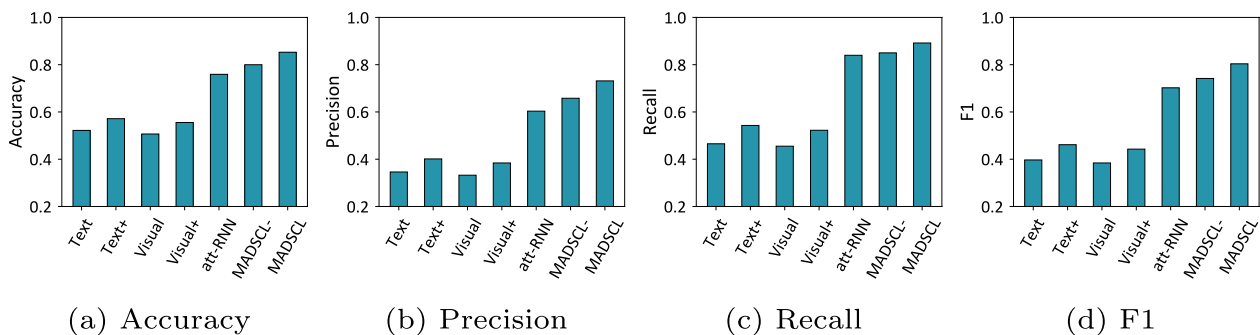 1.0
0.8
0.6
0.4
0.2
Accuracy
Text
Text+
Visual
Visual+
att-RNN
MADSCL-
MADSCL
(a) Accuracy
1.0
0.8
0.6
0.4
0.2
Precision
Text
Text+
Visual
Visual+
att-RNN
MADSCL-
MADSCL
(b) Precision
1.0
0.8
0.6
0.4
0.2
Recall
Text
Text+
Visual
Visual+
att-RNN
MADSCL-
MADSCL
(c) Recall
1.0
0.8
0.6
0.4
0.2
F1
Text
Text+
Visual
Visual+
att-RNN
MADSCL-
MADSCL
(d) F1